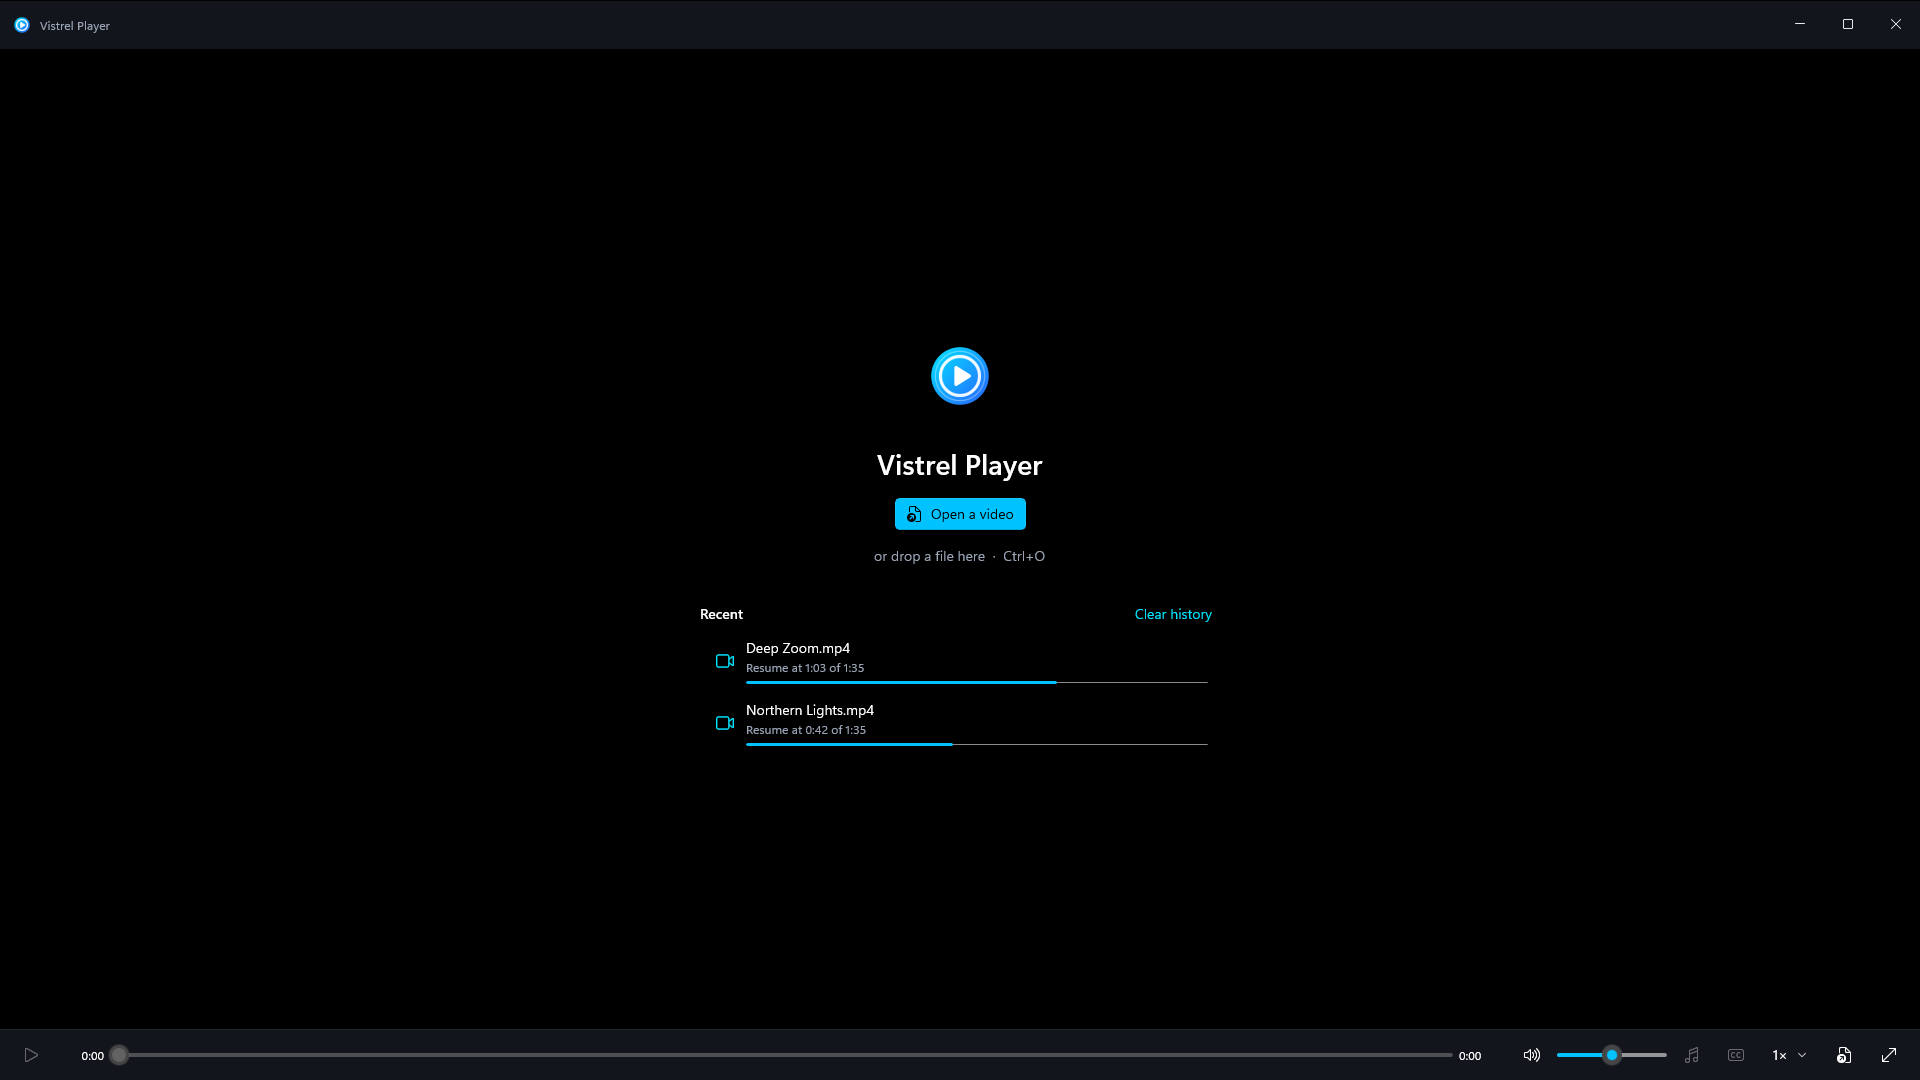 Vistrel Player
Vistrel Player
Open a video
or drop a file here · Ctrl+O
Recent
Clear history
Deep Zoom.mp4
Resume at 1:03 of 1:35
Northern Lights.mp4
Resume at 0:42 of 1:35
0:00
0:00
CC
1×